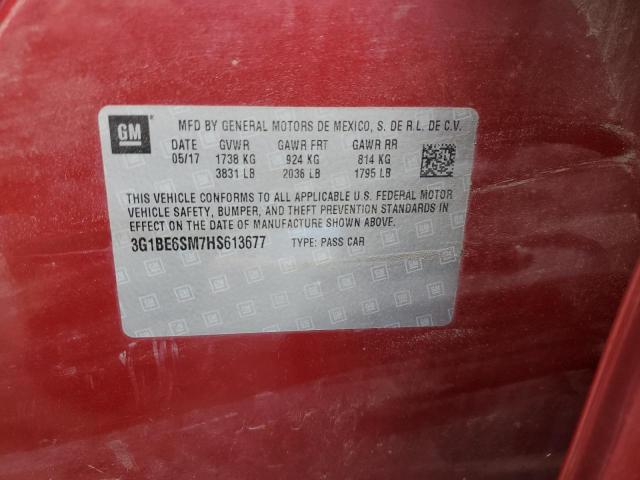 GM
MFD BY GENERAL MOTORS DE MEXICO, S. DE R.L. DE C.V.
DATE GVWR GAWR FRT GAWR RR
05/17 1738 KG 924 KG 814 KG
3831 LB 2036 LB 1795 LB
THIS VEHICLE CONFORMS TO ALL APPLICABLE U.S. FEDERAL MOTOR
VEHICLE SAFETY, BUMPER, AND THEFT PREVENTION STANDARDS IN
EFFECT ON THE DATE OF MANUFACTURE SHOWN ABOVE.
3G1BE6SM7HS613677 TYPE: PASS CAR